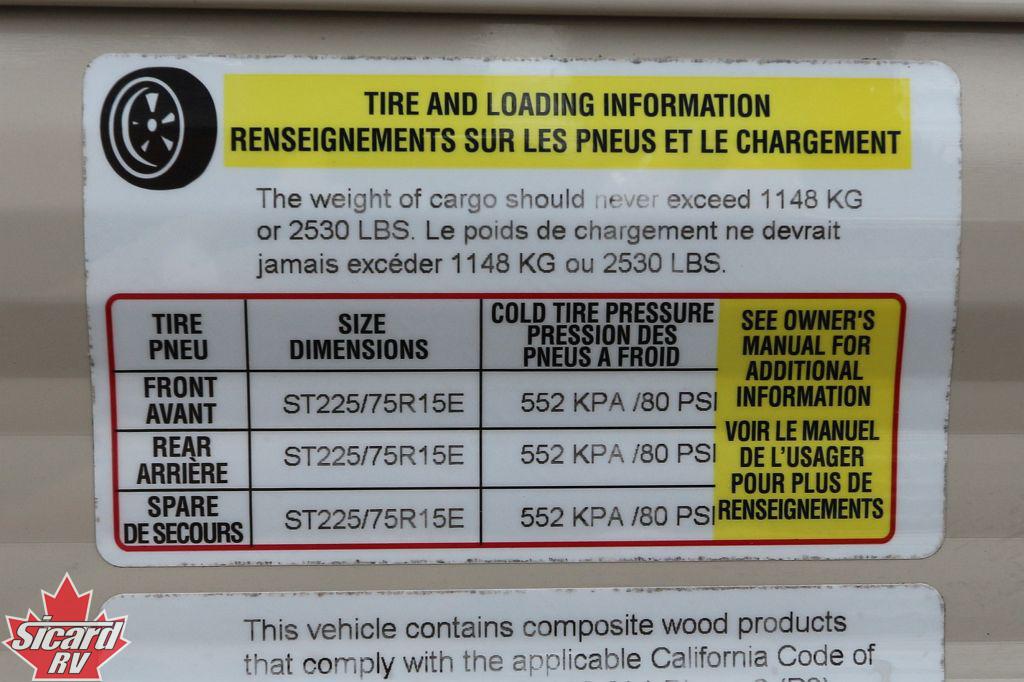 TIRE AND LOADING INFORMATION
RENSEIGNEMENTS SUR LES PNEUS ET LE CHARGEMENT
The weight of cargo should never exceed 1148 KG
or 2530 LBS. Le poids de chargement ne devrait
jamais excéder 1148 KG ou 2530 LBS.
TIRE
PNEU
SIZE
DIMENSIONS
COLD TIRE PRESSURE
PRESSION DES
PNEUS A FROID
FRONT
AVANT
ST225/75R15E
552 KPA /80 PSI
REAR
ARRIÈRE
ST225/75R15E
552 KPA /80 PSI
SPARE
DE SECOURS
ST225/75R15E
552 KPA /80 PSI
SEE OWNER'S
MANUAL FOR
ADDITIONAL
INFORMATION
VOIR LE MANUEL
DE L'USAGER
POUR PLUS DE
RENSEIGNEMENTS
This vehicle contains composite wood products
that comply with the applicable California Code of
Sicard
RV